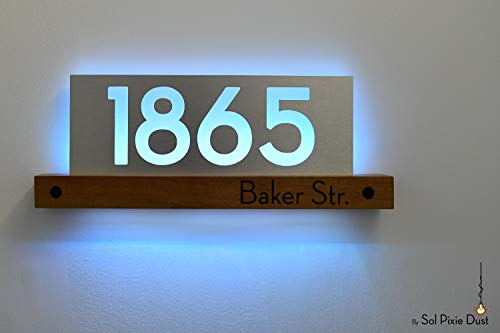 1865
Baker Str.
By Sol Pixie Dust